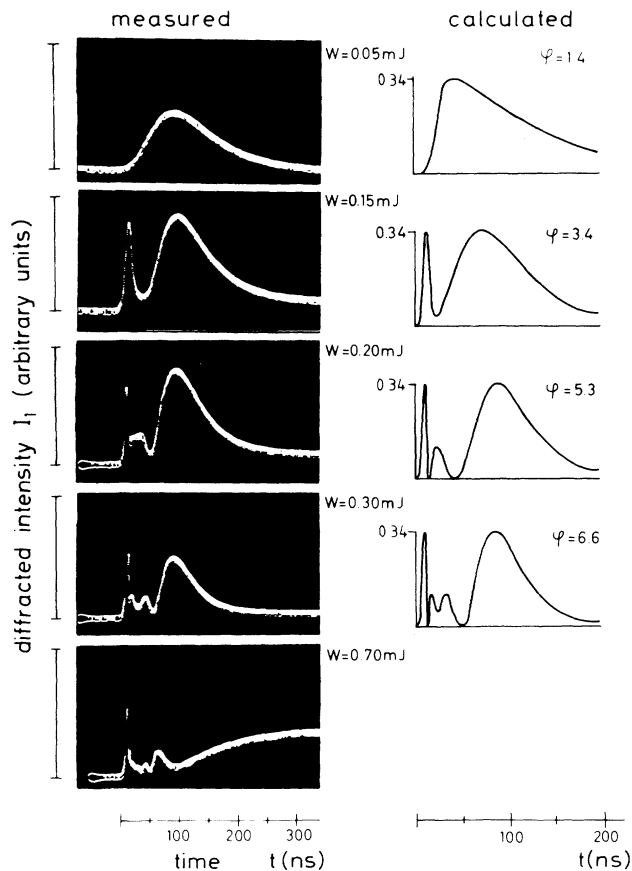 measured calculated
W=0.05mJ
0.34 φ=1.4
W=0.15mJ
0.34 φ=3.4
W=0.20mJ
0.34 φ=5.3
W=0.30mJ
0.34 φ=6.6
W=0.70mJ
diffracted intensity I₁ (arbitrary units)
100 200 300
time t(ns)
100 200
t(ns)